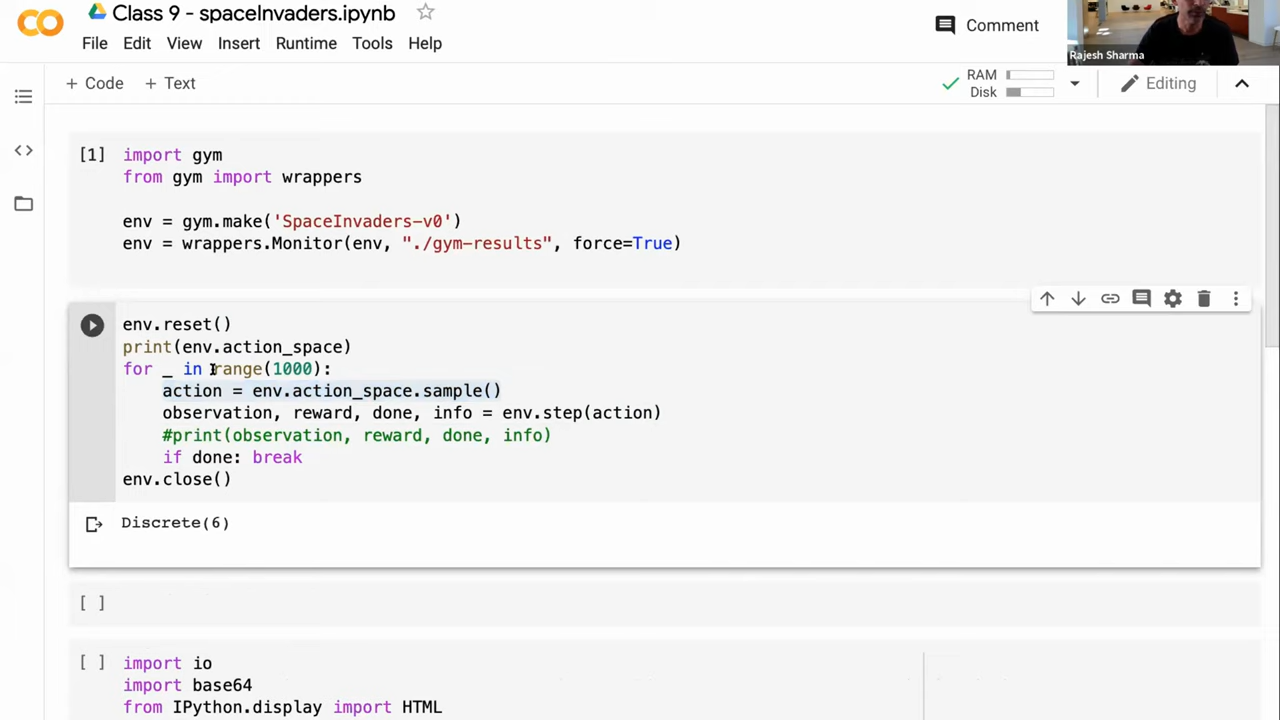 Class 9 - spaceInvaders.ipynb
File Edit View Insert Runtime Tools Help
Comment
Rajesh Sharma
+ Code + Text
RAM
Disk
Editing
[1] import gym
from gym import wrappers
env = gym.make('SpaceInvaders-v0')
env = wrappers.Monitor(env, "./gym-results", force=True)
env.reset()
print(env.action_space)
for _ in range(1000):
action = env.action_space.sample()
observation, reward, done, info = env.step(action)
#print(observation, reward, done, info)
if done: break
env.close()
Discrete(6)
[ ]
[ ] import io
import base64
from IPython.display import HTML